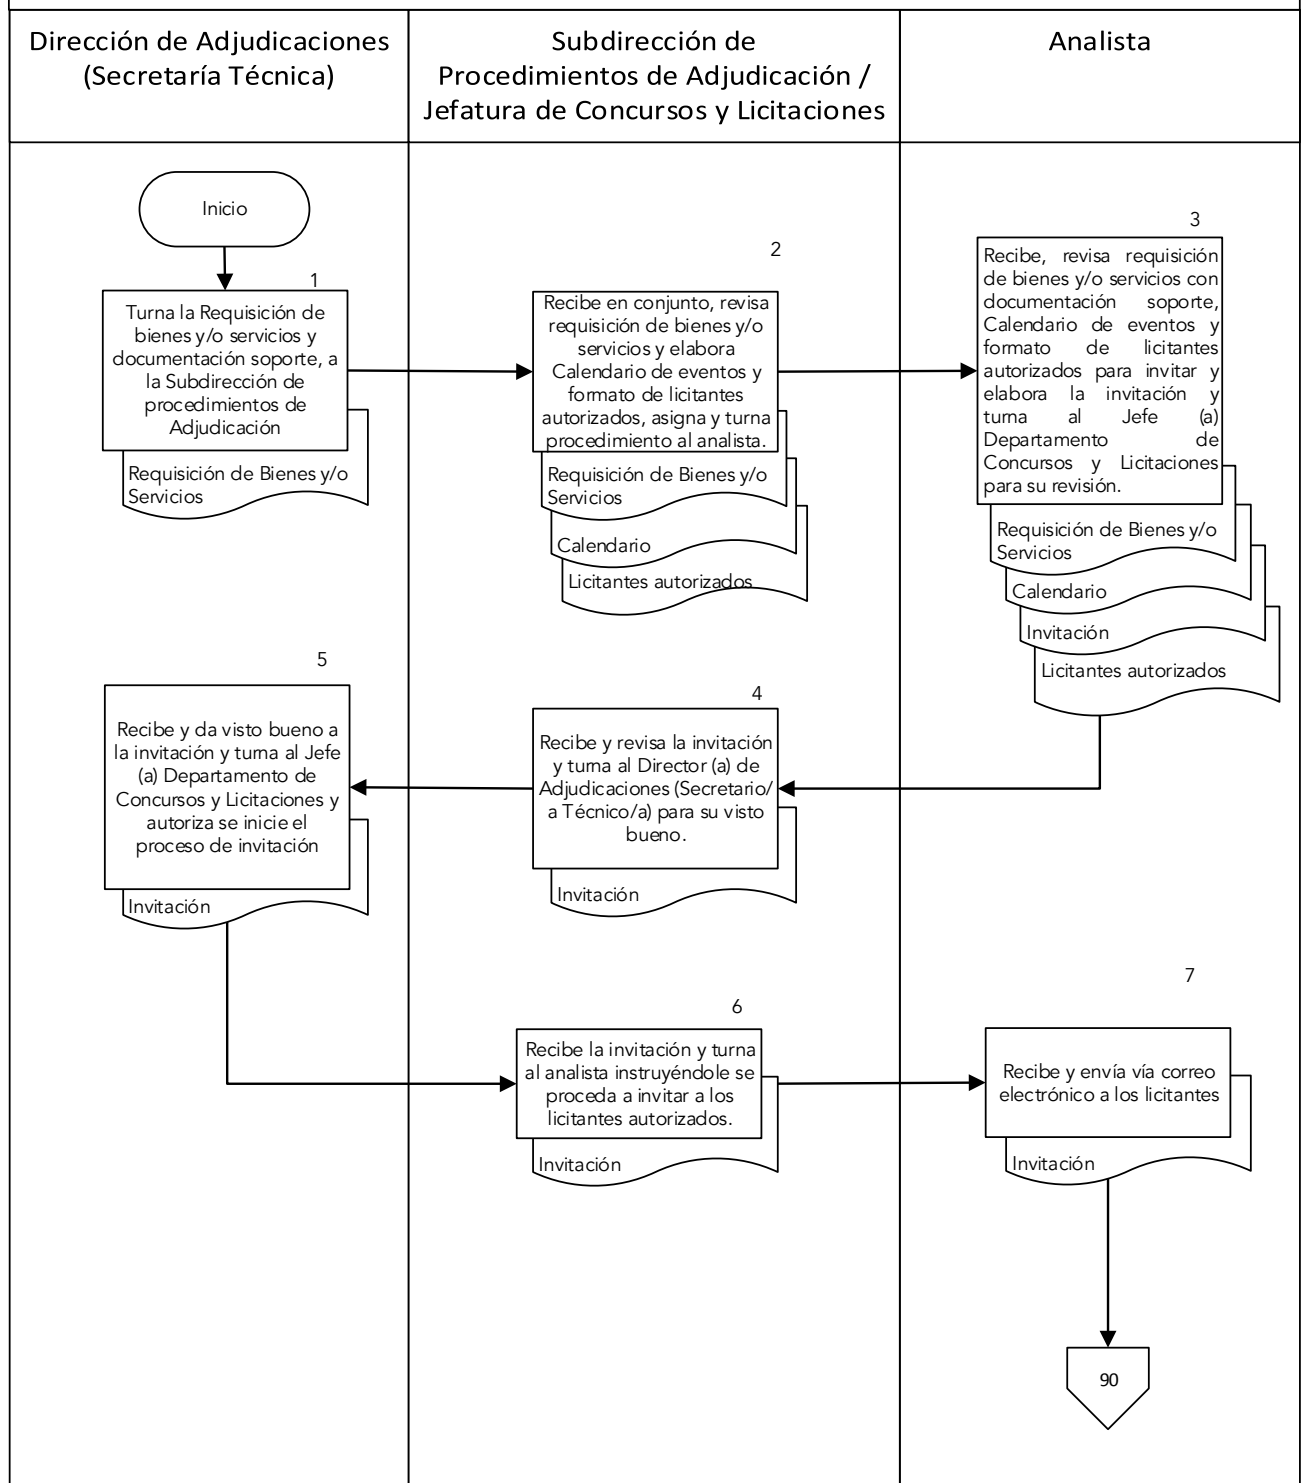 Dirección de Adjudicaciones
(Secretaría Técnica)
Subdirección de
Procedimientos de Adjudicación /
Jefatura de Concursos y Licitaciones
Analista
Inicio
1
Turna la Requisición de
bienes y/o servicios y
documentación soporte, a
la Subdirección de
procedimientos de
Adjudicación
Requisición de Bienes y/o
Servicios
2
Recibe en conjunto, revisa
requisición de bienes y/o
servicios y elabora
Calendario de eventos y
formato de licitantes
autorizados, asigna y turna
procedimiento al analista.
Requisición de Bienes y/o
Servicios
Calendario
Licitantes autorizados
3
Recibe, revisa requisición
de bienes y/o servicios con
documentación soporte,
Calendario de eventos y
formato de licitantes
autorizados para invitar y
elabora la invitación y
turna al Jefe (a)
Departamento de
Concursos y Licitaciones
para su revisión.
Requisición de Bienes y/o
Servicios
Calendario
Invitación
Licitantes autorizados
4
Recibe y revisa la invitación
y turna al Director (a) de
Adjudicaciones (Secretario/
a Técnico/a) para su visto
bueno.
Invitación
5
Recibe y da visto bueno a
la invitación y turna al Jefe
(a) Departamento de
Concursos y Licitaciones y
autoriza se inicie el
proceso de invitación
Invitación
6
Recibe la invitación y turna
al analista instruyéndole se
proceda a invitar a los
licitantes autorizados.
Invitación
7
Recibe y envía vía correo
electrónico a los licitantes
Invitación
90